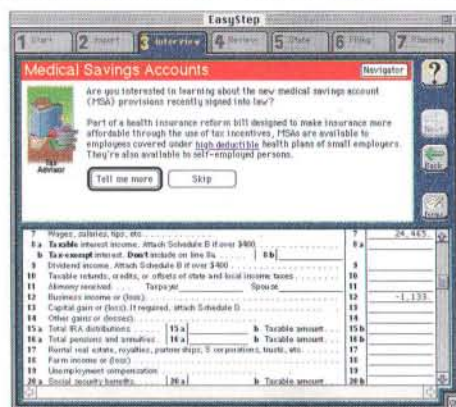 EasyStep
1 Start 2 Import 3 Interview 4 Review 5 State 6 Filing 7 Planning
Medical Savings Accounts
Navigator
?
Are you interested in learning about the new medical savings account
(MSA) provisions recently signed into law?
Part of a health insurance reform bill designed to make insurance more
affordable through the use of tax incentives, MSAs are available to
employees covered under high deductible health plans of small employers.
They're also available to self-employed persons.
Tax
Advisor
Tell me more Skip
Next
Back
Forms
7 Wages, salaries, tips, etc. 7 24,465.
8a Taxable interest income. Attach Schedule B if over $400 8a
b Tax-exempt interest. Don't include on line 8a 8b
9 Dividend income. Attach Schedule B if over $400 9
10 Taxable refunds, credits, or offsets of state and local income taxes 10
11 Alimony received. Taxpayer Spouse 11
12 Business income or (loss) 12 -1,133.
13 Capital gain or (loss). If required, attach Schedule D 13
14 Other gains or (losses) 14
15a Total IRA distributions 15a b Taxable amount 15b
16a Total pensions and annuities 16a b Taxable amount 16b
17 Rental real estate, royalties, partnerships, S corporations, trusts, etc. 17
18 Farm income or (loss) 18
19 Unemployment compensation 19
20a Social security benefits 20a b Taxable amount 20b